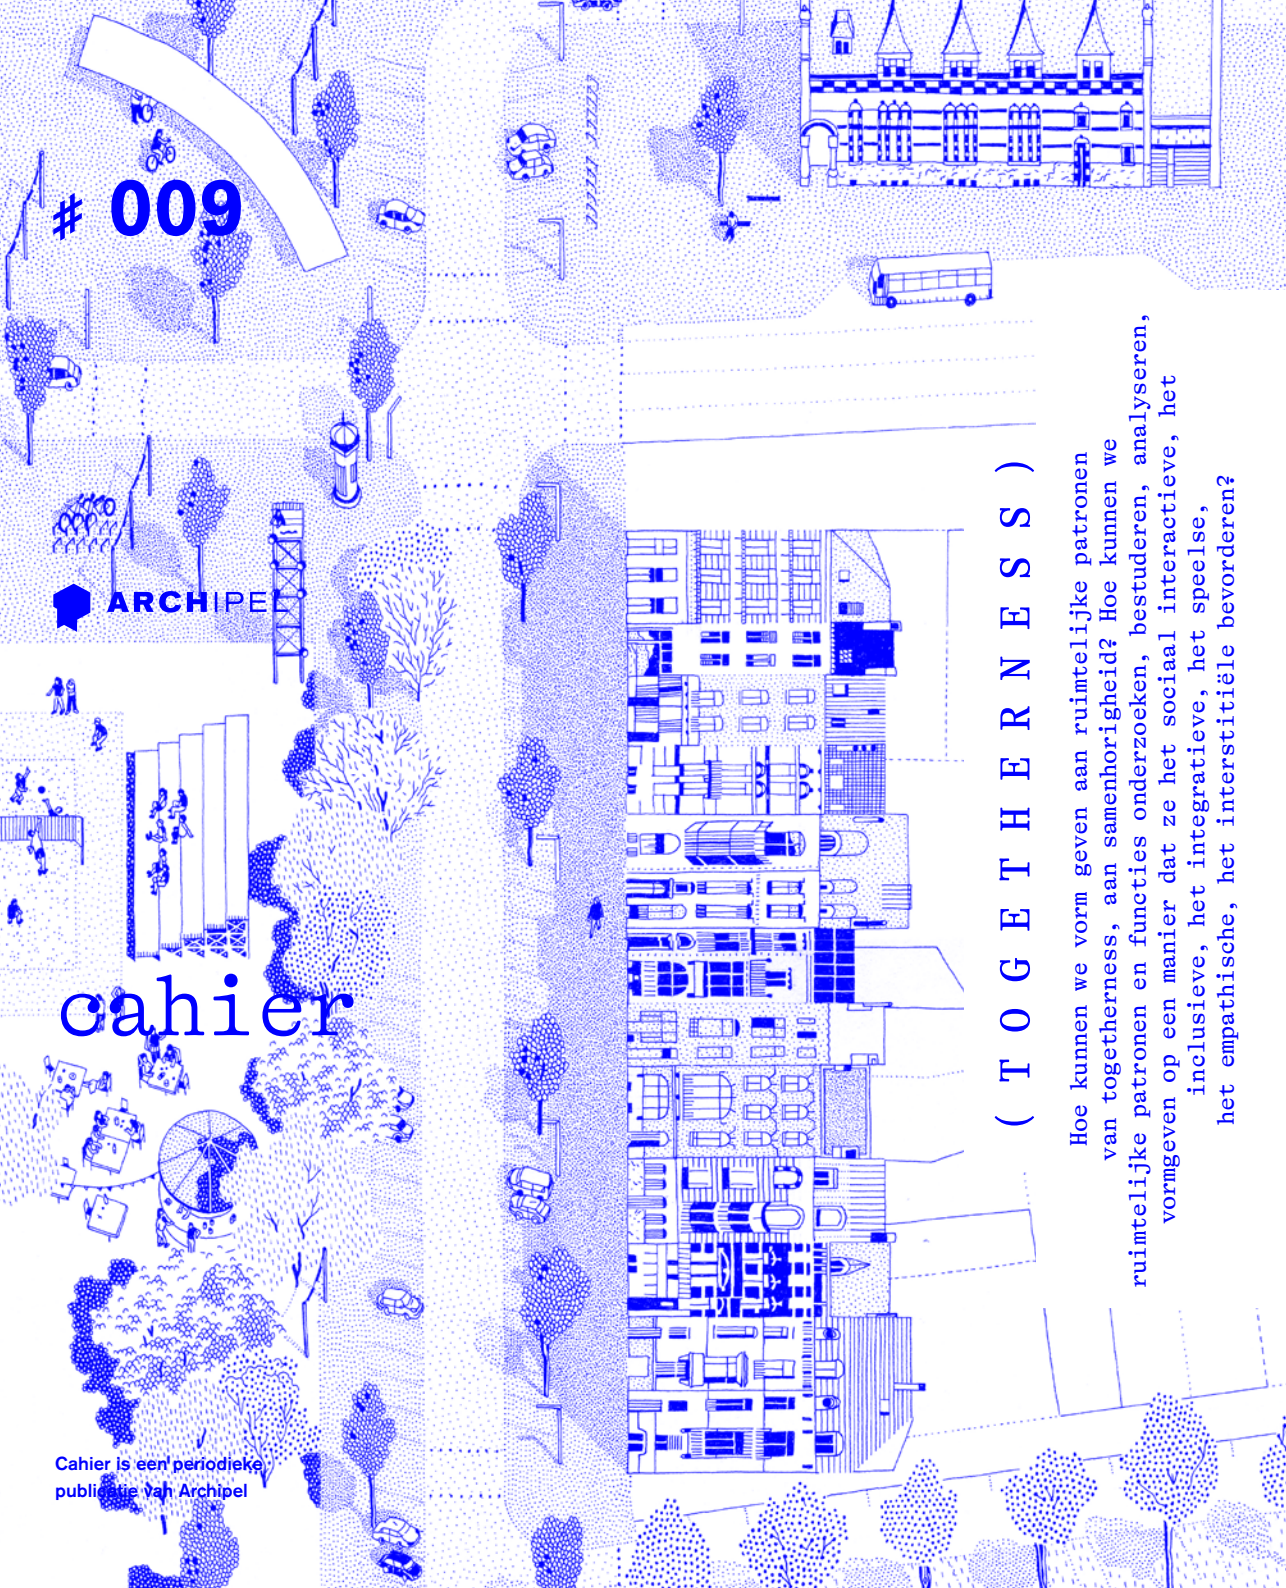 # 009
ARCHIPEL
cahier
Cahier is een periodieke
publicatie van Archipel
( TOGETHERNESS )
Hoe kunnen we vorm geven aan ruimtelijke patronen
van togetherness, aan samenhorigheid? Hoe kunnen we
ruimtelijke patronen en functies onderzoeken, bestuderen, analyseren,
vormgeven op een manier dat ze het sociaal interactieve, het
inclusieve, het integratieve, het speelse,
het empathische, het interstitiële bevorderen?